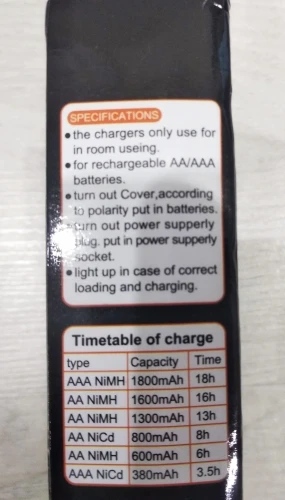 SPECIFICATIONS
• the chargers only use for
in room useing.
• for rechargeable AA/AAA
batteries.
• turn out Cover,according
to polarity put in batteries.
• turn out power supperly
plug. put in power supperly
socket.
• light up in case of correct
loading and charging.
Timetable of charge
type Capacity Time
AAA NiMH 1800mAh 18h
AA NiMH 1600mAh 16h
AA NiMH 1300mAh 13h
AA NiCd 800mAh 8h
AA NiMH 600mAh 6h
AAA NiCd 380mAh 3.5h